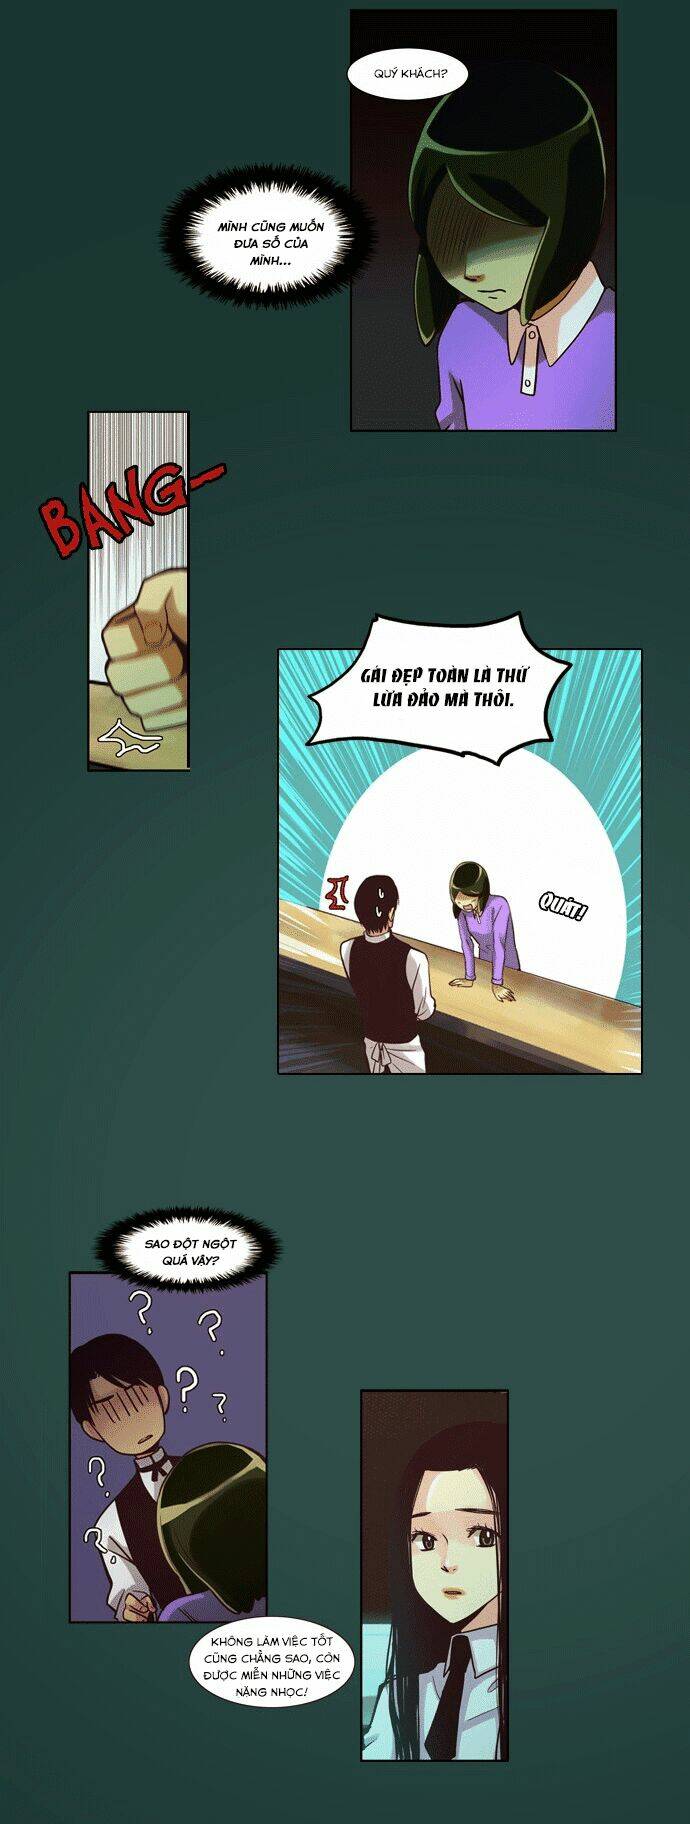 QUÝ KHÁCH?
MÌNH CŨNG MUỐN
ĐƯA SỐ CỦA
MÌNH...
BANG-
GÁI ĐẸP TOÀN LÀ THỨ
LỪA ĐẢO MÀ THÔI.
QUÁT!
SAO ĐỘT NGỘT
QUÁ VẬY?
? ? ? ? ? ?
KHÔNG LÀM VIỆC TỐT
CŨNG CHẲNG SAO, CÒN
ĐƯỢC MIỄN NHỮNG VIỆC
NẶNG NHỌC!